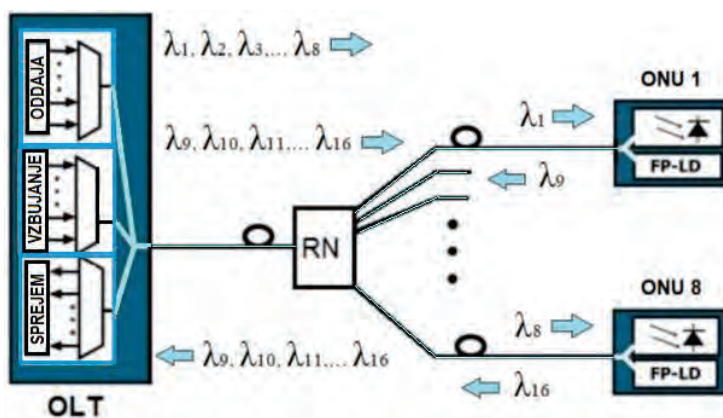 λ1, λ2, λ3,... λ8
ODDAJA
ONU 1
λ1
FP-LD
λ9, λ10, λ11.... λ16
λ9
VZBUJANJE
RN
SPREJEM
ONU 8
λ8
FP-LD
λ9, λ10, λ11.... λ16
λ16
OLT